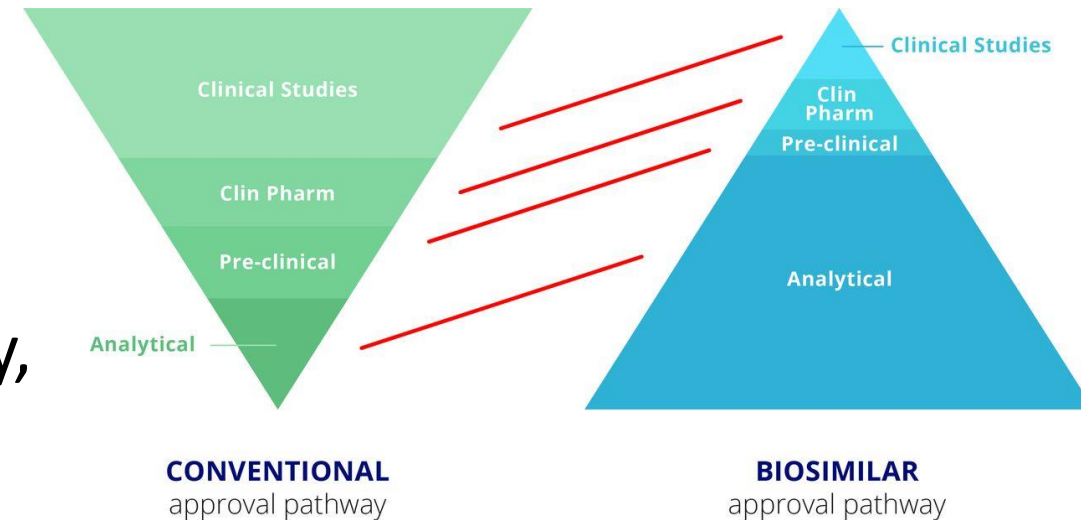 Clinical Studies
Clin Pharm
Pre-clinical
Analytical
y,
CONVENTIONAL
approval pathway
Clinical Studies
Clin
Pharm
Pre-clinical
Analytical
BIOSIMILAR
approval pathway